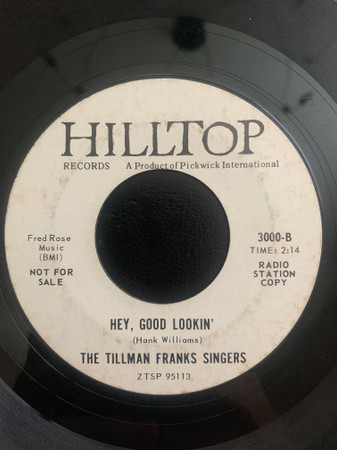 HILLTOP
RECORDS A Product of Pickwick International
Fred Rose
Music
(BMI)
NOT FOR
SALE
3000-B
TIME: 2:14
RADIO
STATION
COPY
HEY, GOOD LOOKIN'
(Hank Williams)
THE TILLMAN FRANKS SINGERS
ZTSP 95113